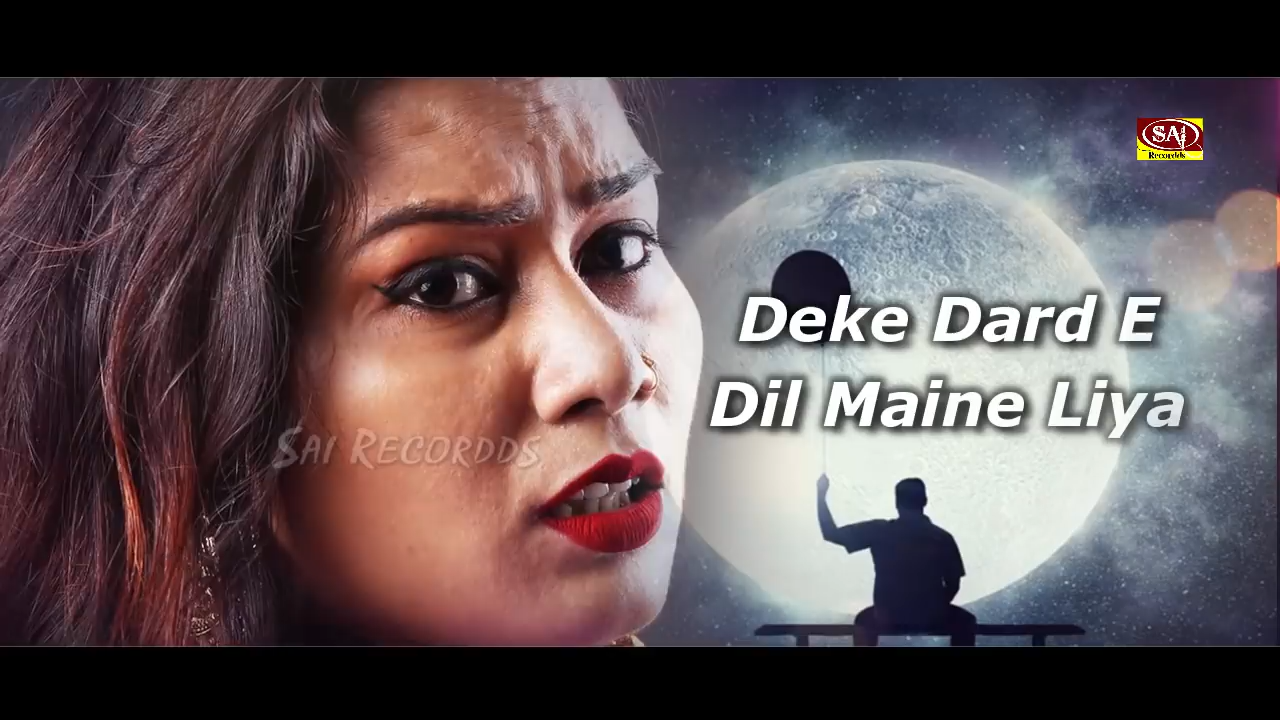 SAI
Recordds
Deke Dard E
Dil Maine Liya
Sai Recordds